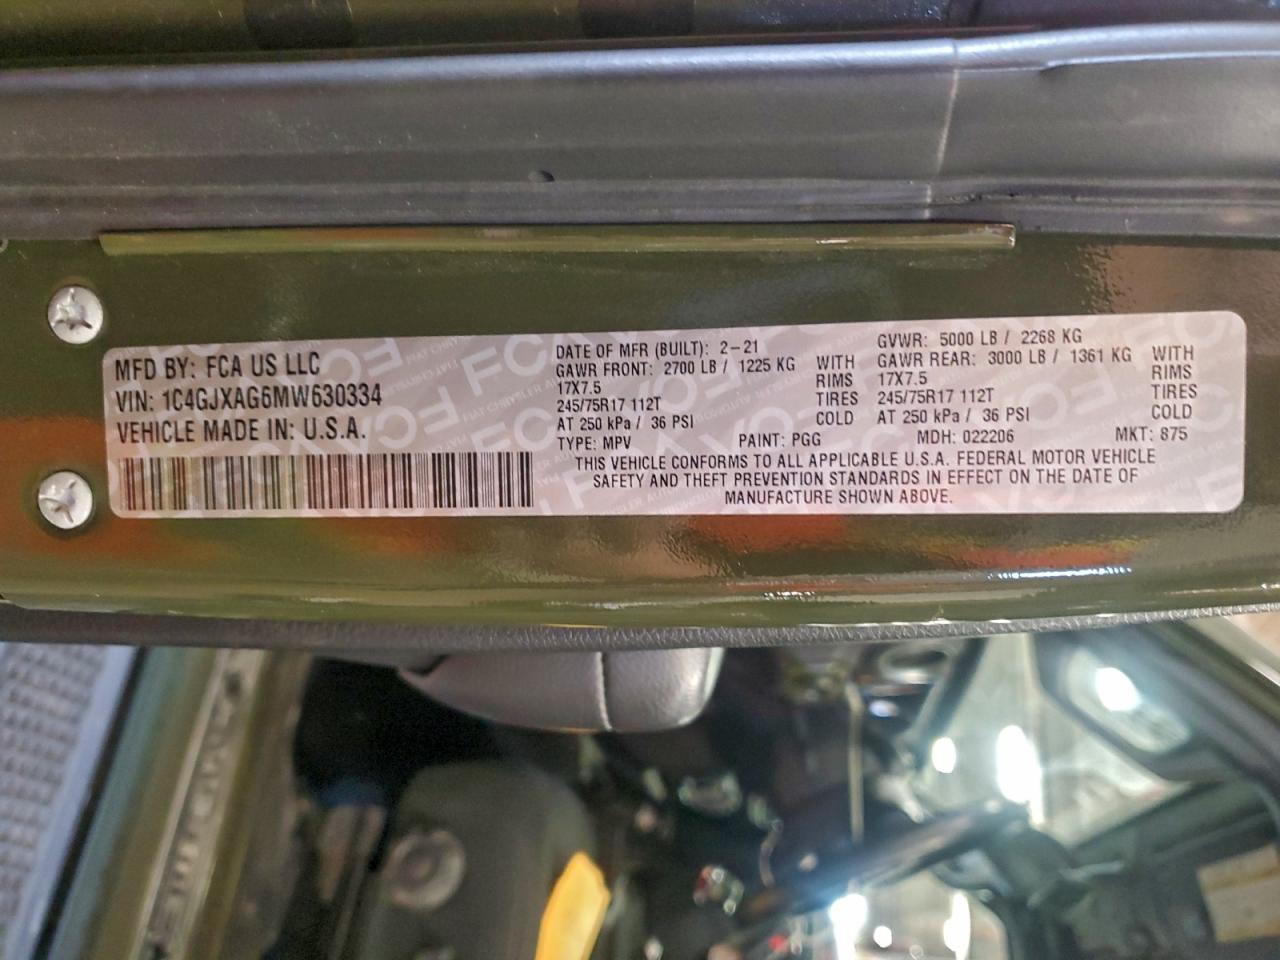 MFD BY: FCA US LLC
VIN: 1C4GJXAG6MW630334
VEHICLE MADE IN: U.S.A.
DATE OF MFR (BUILT): 2-21
GAWR FRONT: 2700 LB / 1225 KG WITH
17X7.5 RIMS
245/75R17 112T TIRES
AT 250 kPa / 36 PSI COLD
GVWR: 5000 LB / 2268 KG
GAWR REAR: 3000 LB / 1361 KG WITH
17X7.5 RIMS
245/75R17 112T TIRES
AT 250 kPa / 36 PSI COLD
TYPE: MPV PAINT: PGG MDH: 022206 MKT: 875
THIS VEHICLE CONFORMS TO ALL APPLICABLE U.S.A. FEDERAL MOTOR VEHICLE
SAFETY AND THEFT PREVENTION STANDARDS IN EFFECT ON THE DATE OF
MANUFACTURE SHOWN ABOVE.